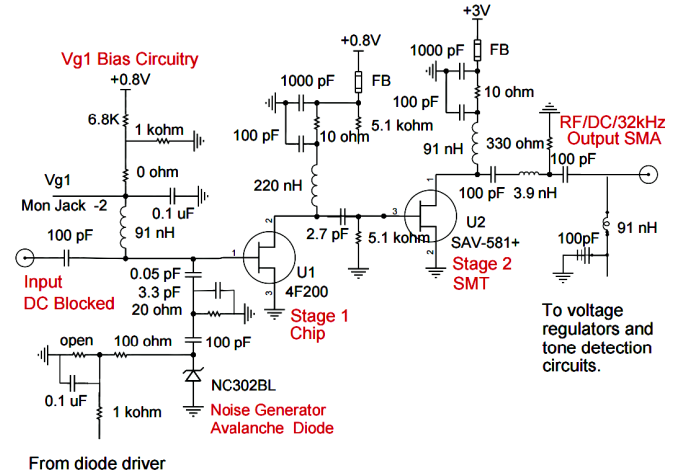 +3V
+0.8V
1000 pF
FB
Vg1 Bias Circuitry
+0.8V
1000 pF
FB
10 ohm
100 pF
RF/DC/32kHz
Output SMA
6.8K
1 kohm
100 pF
10 ohm
5.1 kohm
91 nH
330 ohm
100 pF
0 ohm
Vg1
Mon Jack -2
0.1 uF
220 nH
1
100 pF
3.9 nH
91 nH
100 pF
2
2.7 pF
5.1 kohm
3
2
U2
SAV-581+
91 nH
100pF
Input
DC Blocked
0.05 pF
3.3 pF
20 ohm
1
3
U1
4F200
Stage 1
Chip
Stage 2
SMT
To voltage
regulators and
tone detection
circuits.
open
100 ohm
100 pF
0.1 uF
1 kohm
NC302BL
Noise Generator
Avalanche Diode
From diode driver